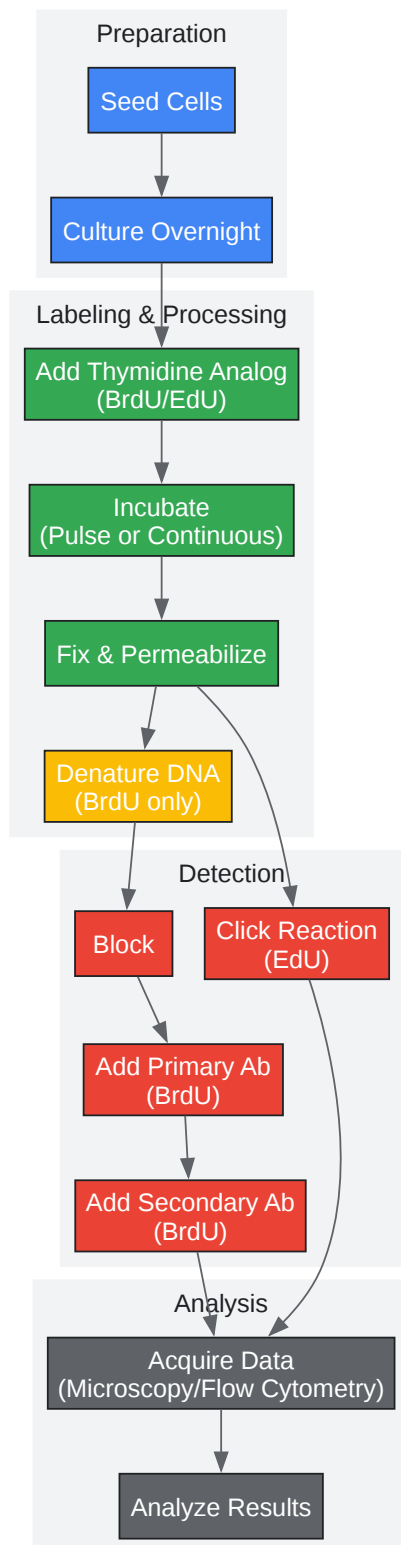 Preparation
Seed Cells
Culture Overnight
Labeling & Processing
Add Thymidine Analog
(BrdU/EdU)
Incubate
(Pulse or Continuous)
Fix & Permeabilize
Denature DNA
(BrdU only)
Detection
Block
Click Reaction
(EdU)
Add Primary Ab
(BrdU)
Add Secondary Ab
(BrdU)
Analysis
Acquire Data
(Microscopy/Flow Cytometry)
Analyze Results